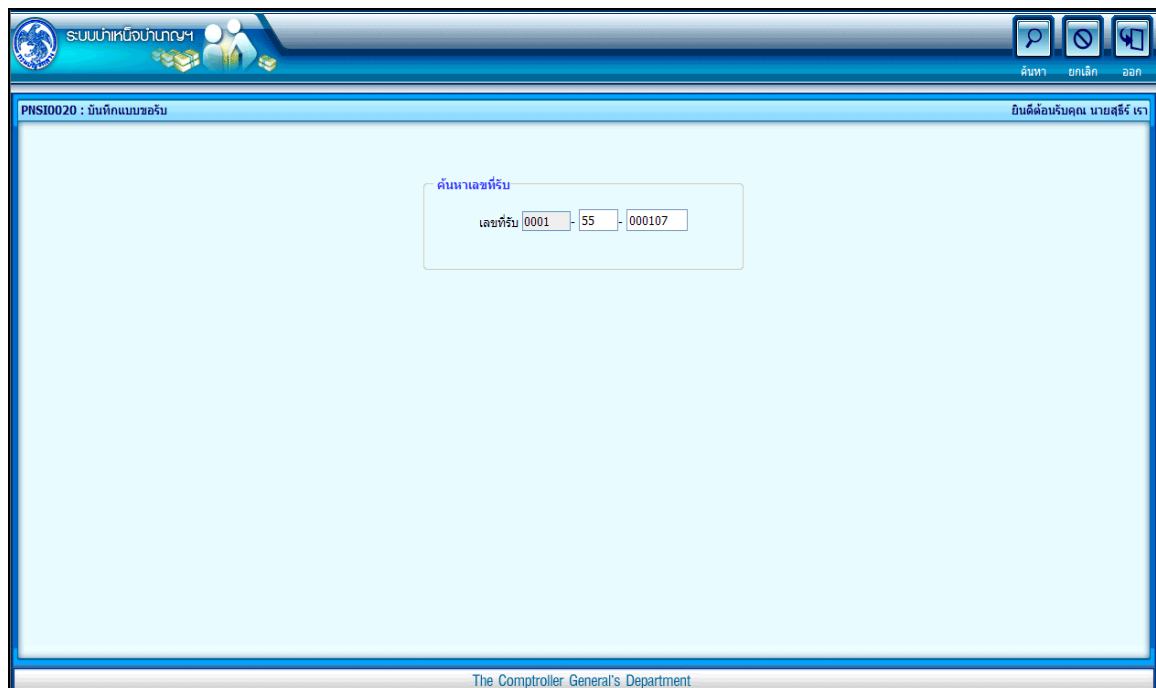 ระบบบำเหน็จบำนาญฯ
ค้นหา ยกเลิก ออก
PNSI0020 : บันทึกแบบขอรับ ยินดีต้อนรับคุณ นายสุธีร์ เรา
ค้นหาเลขที่รับ
เลขที่รับ 0001 - 55 - 000107
The Comptroller General's Department